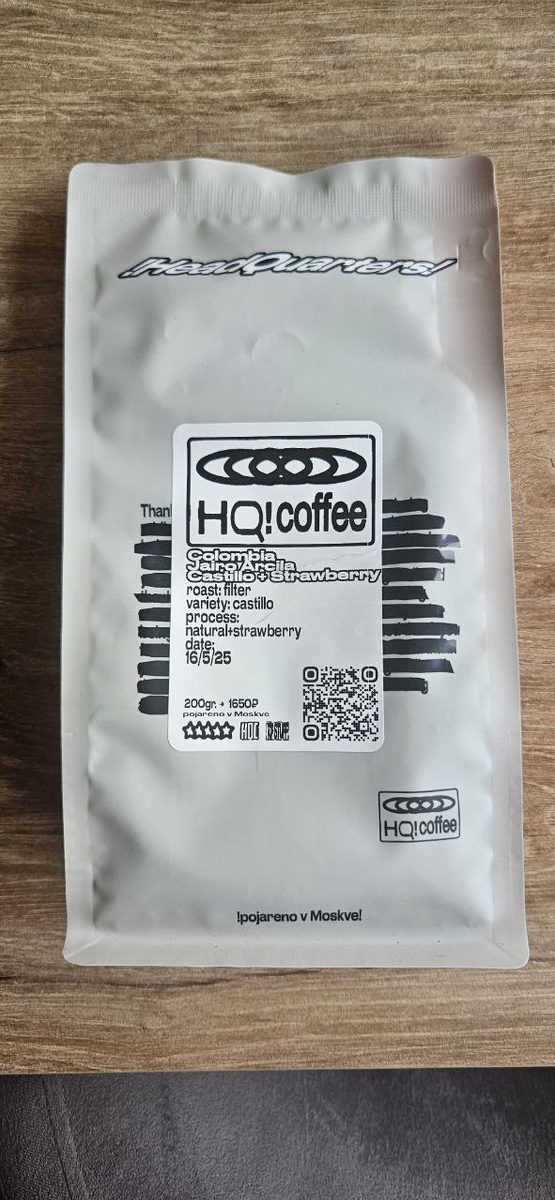 !HeadQuarters!
HQ!coffee
Than
Colombia
Jairo Arcila
Castillo + Strawberry
roast: filter
variety: castillo
process:
natural+strawberry
date:
16/5/25
200gr. → 1650₽
pojareno v Moskve
HQ!coffee
!pojareno v Moskve!